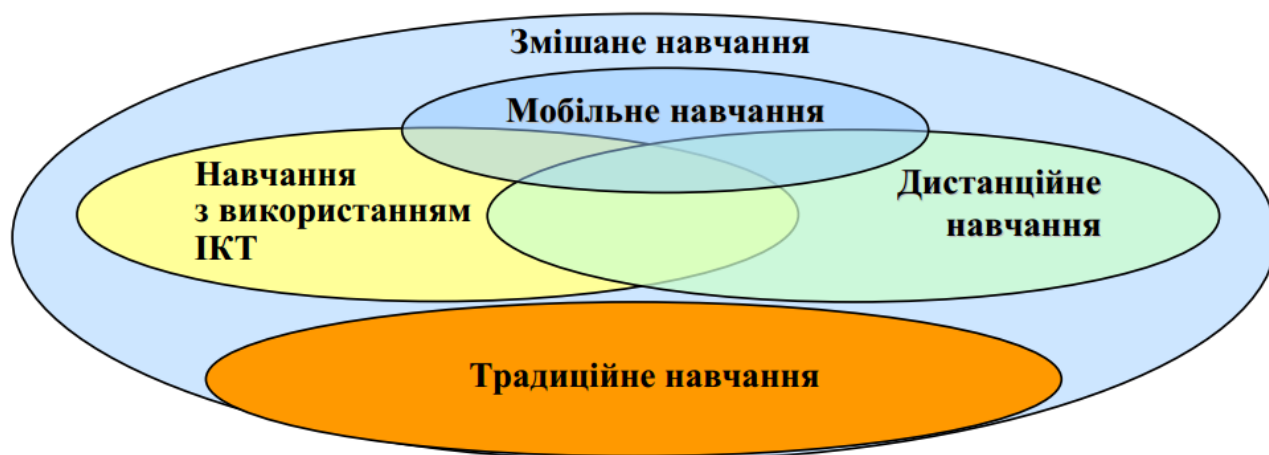 Змішане навчання
Мобільне навчання
Навчання
з використанням
ІКТ
Дистанційне
навчання
Традиційне навчання